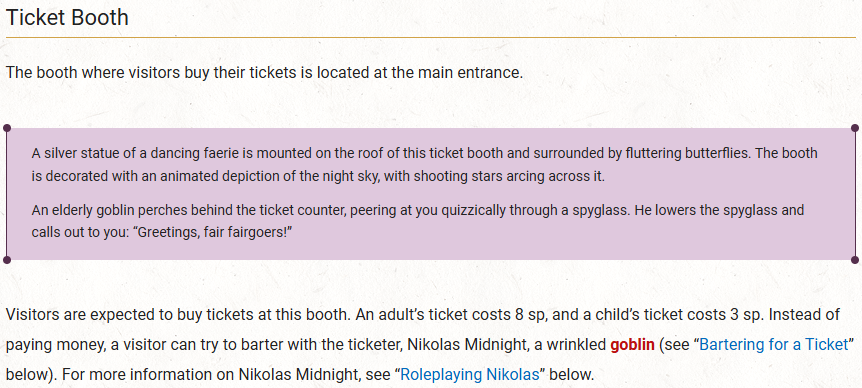 Ticket Booth
The booth where visitors buy their tickets is located at the main entrance.
A silver statue of a dancing faerie is mounted on the roof of this ticket booth and surrounded by fluttering butterflies. The booth
is decorated with an animated depiction of the night sky, with shooting stars arcing across it.
An elderly goblin perches behind the ticket counter, peering at you quizzically through a spyglass. He lowers the spyglass and
calls out to you: “Greetings, fair fairgoers!”
Visitors are expected to buy tickets at this booth. An adult’s ticket costs 8 sp, and a child’s ticket costs 3 sp. Instead of
paying money, a visitor can try to barter with the ticketer, Nikolas Midnight, a wrinkled goblin (see “Bartering for a Ticket”
below). For more information on Nikolas Midnight, see “Roleplaying Nikolas” below.